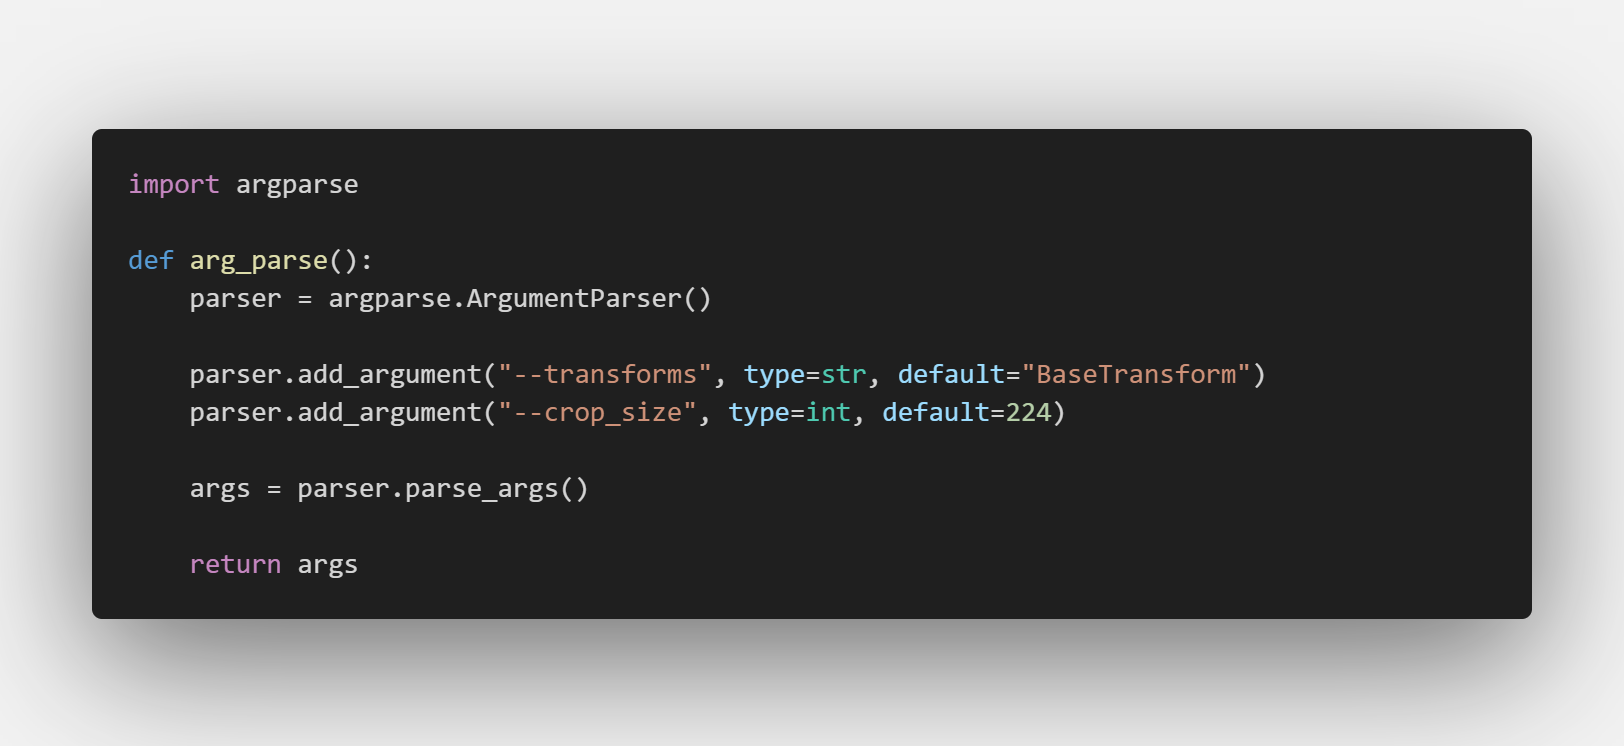 import argparse

def arg_parse():
    parser = argparse.ArgumentParser()

    parser.add_argument("--transforms", type=str, default="BaseTransform")
    parser.add_argument("--crop_size", type=int, default=224)

    args = parser.parse_args()

    return args